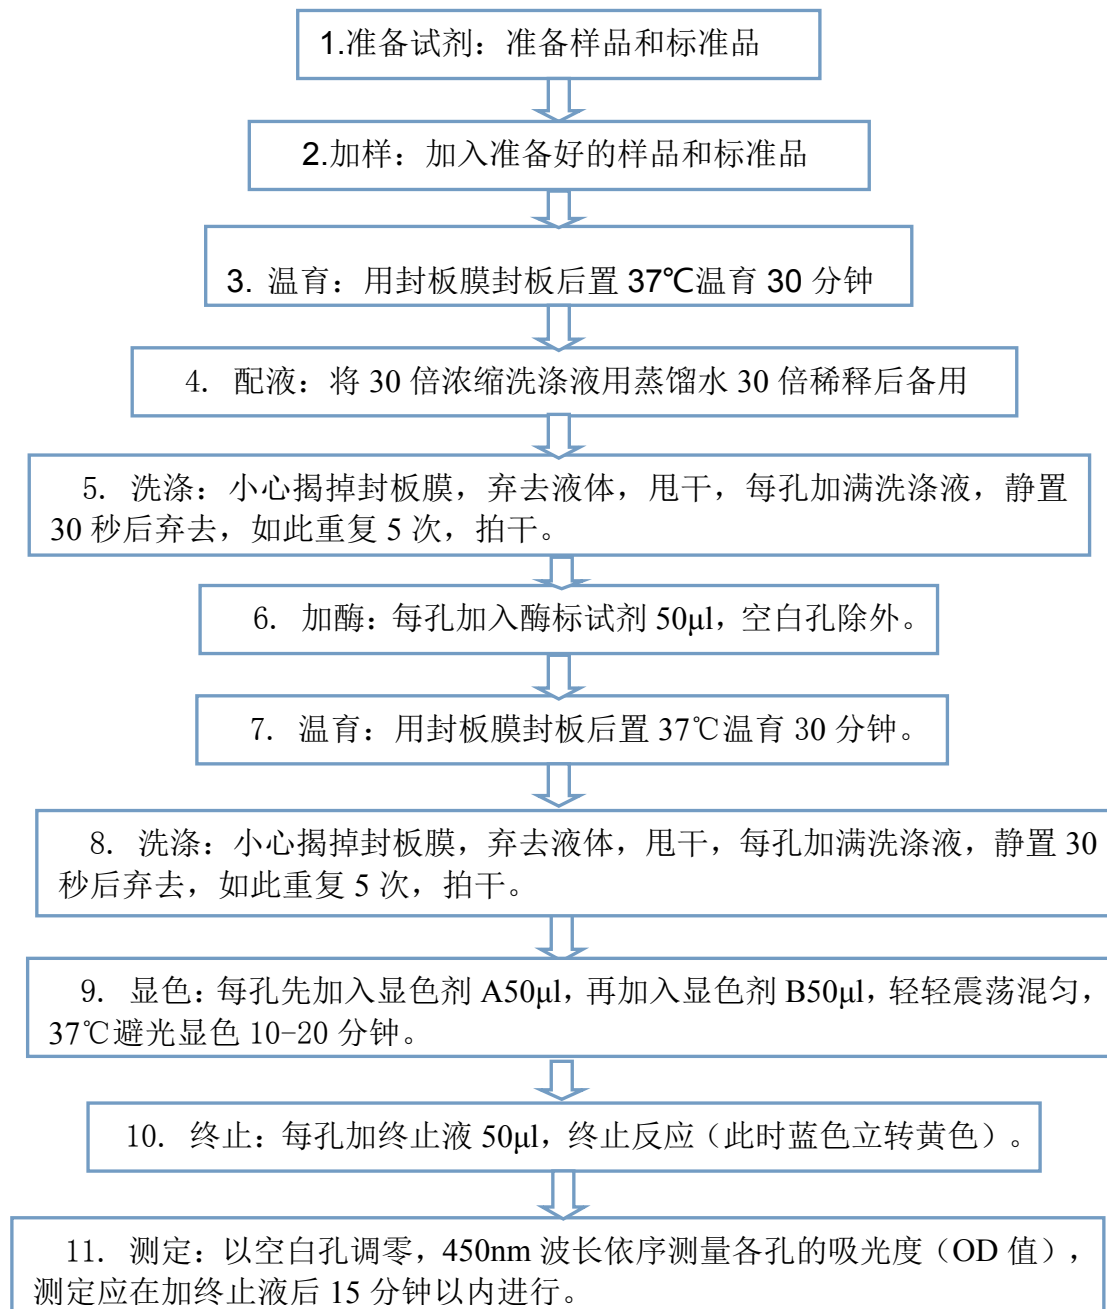 1.准备试剂：准备样品和标准品
2.加样：加入准备好的样品和标准品
3. 温育：用封板膜封板后置 37℃温育 30 分钟
4. 配液：将 30 倍浓缩洗涤液用蒸馏水 30 倍稀释后备用
5. 洗涤：小心揭掉封板膜，弃去液体，甩干，每孔加满洗涤液，静置
30 秒后弃去，如此重复 5 次，拍干。
6. 加酶：每孔加入酶标试剂 50μl，空白孔除外。
7. 温育：用封板膜封板后置 37℃温育 30 分钟。
8. 洗涤：小心揭掉封板膜，弃去液体，甩干，每孔加满洗涤液，静置 30
秒后弃去，如此重复 5 次，拍干。
9. 显色：每孔先加入显色剂 A50μl，再加入显色剂 B50μl，轻轻震荡混匀，
37℃避光显色 10-20 分钟。
10. 终止：每孔加终止液 50μl，终止反应（此时蓝色立转黄色）。
11. 测定：以空白孔调零，450nm 波长依序测量各孔的吸光度（OD 值），
测定应在加终止液后 15 分钟以内进行。